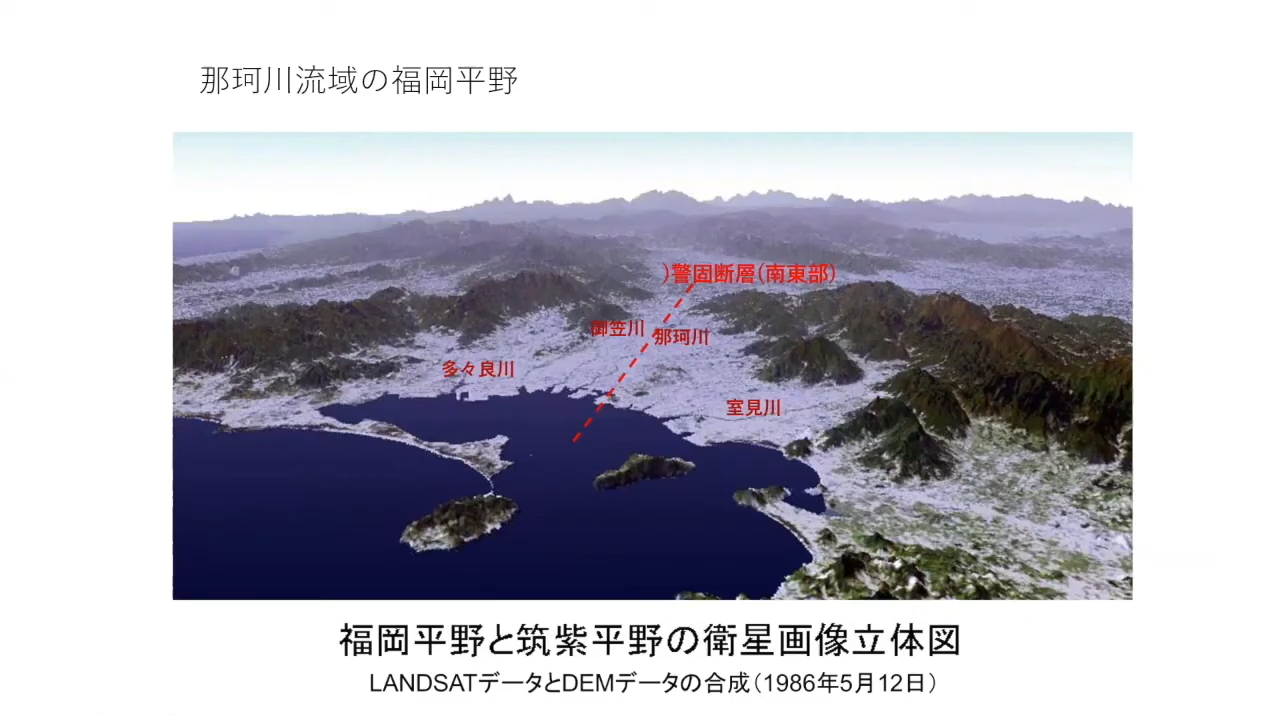 那珂川流域の福岡平野
)警固断層(南東部)
御笠川
那珂川
多々良川
室見川
福岡平野と筑紫平野の衛星画像立体図
LANDSATデータとDEMデータの合成(1986年5月12日)